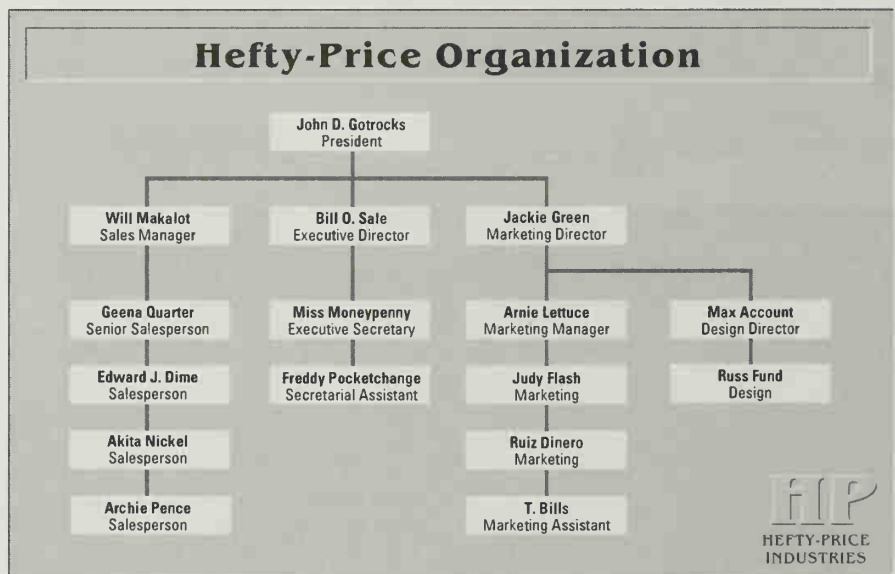 Hefty-Price Organization
John D. Gotrocks
President
Will Makalot
Sales Manager
Bill O. Sale
Executive Director
Jackie Green
Marketing Director
Geena Quarter
Senior Salesperson
Miss Moneypenny
Executive Secretary
Arnie Lettuce
Marketing Manager
Max Account
Design Director
Edward J. Dime
Salesperson
Freddy Pocketchange
Secretarial Assistant
Judy Flash
Marketing
Russ Fund
Design
Akita Nickel
Salesperson
Ruiz Dinero
Marketing
Archie Pence
Salesperson
T. Bills
Marketing Assistant
HP
HEFTY-PRICE
INDUSTRIES